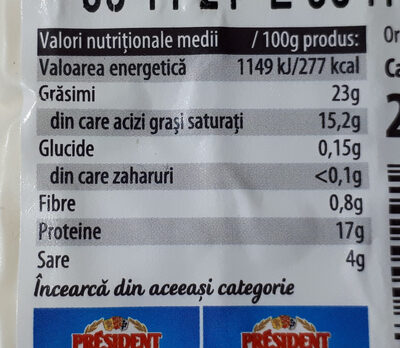 Valori nutriționale medii / 100g produs:
Valoarea energetică 1149 kJ/277 kcal
Grăsimi 23g
din care acizi grași saturați 15,2g
Glucide 0,15g
din care zaharuri <0,1g
Fibre 0,8g
Proteine 17g
Sare 4g
Încearcă din aceeași categorie
PRÉSIDENT PRÉSIDENT